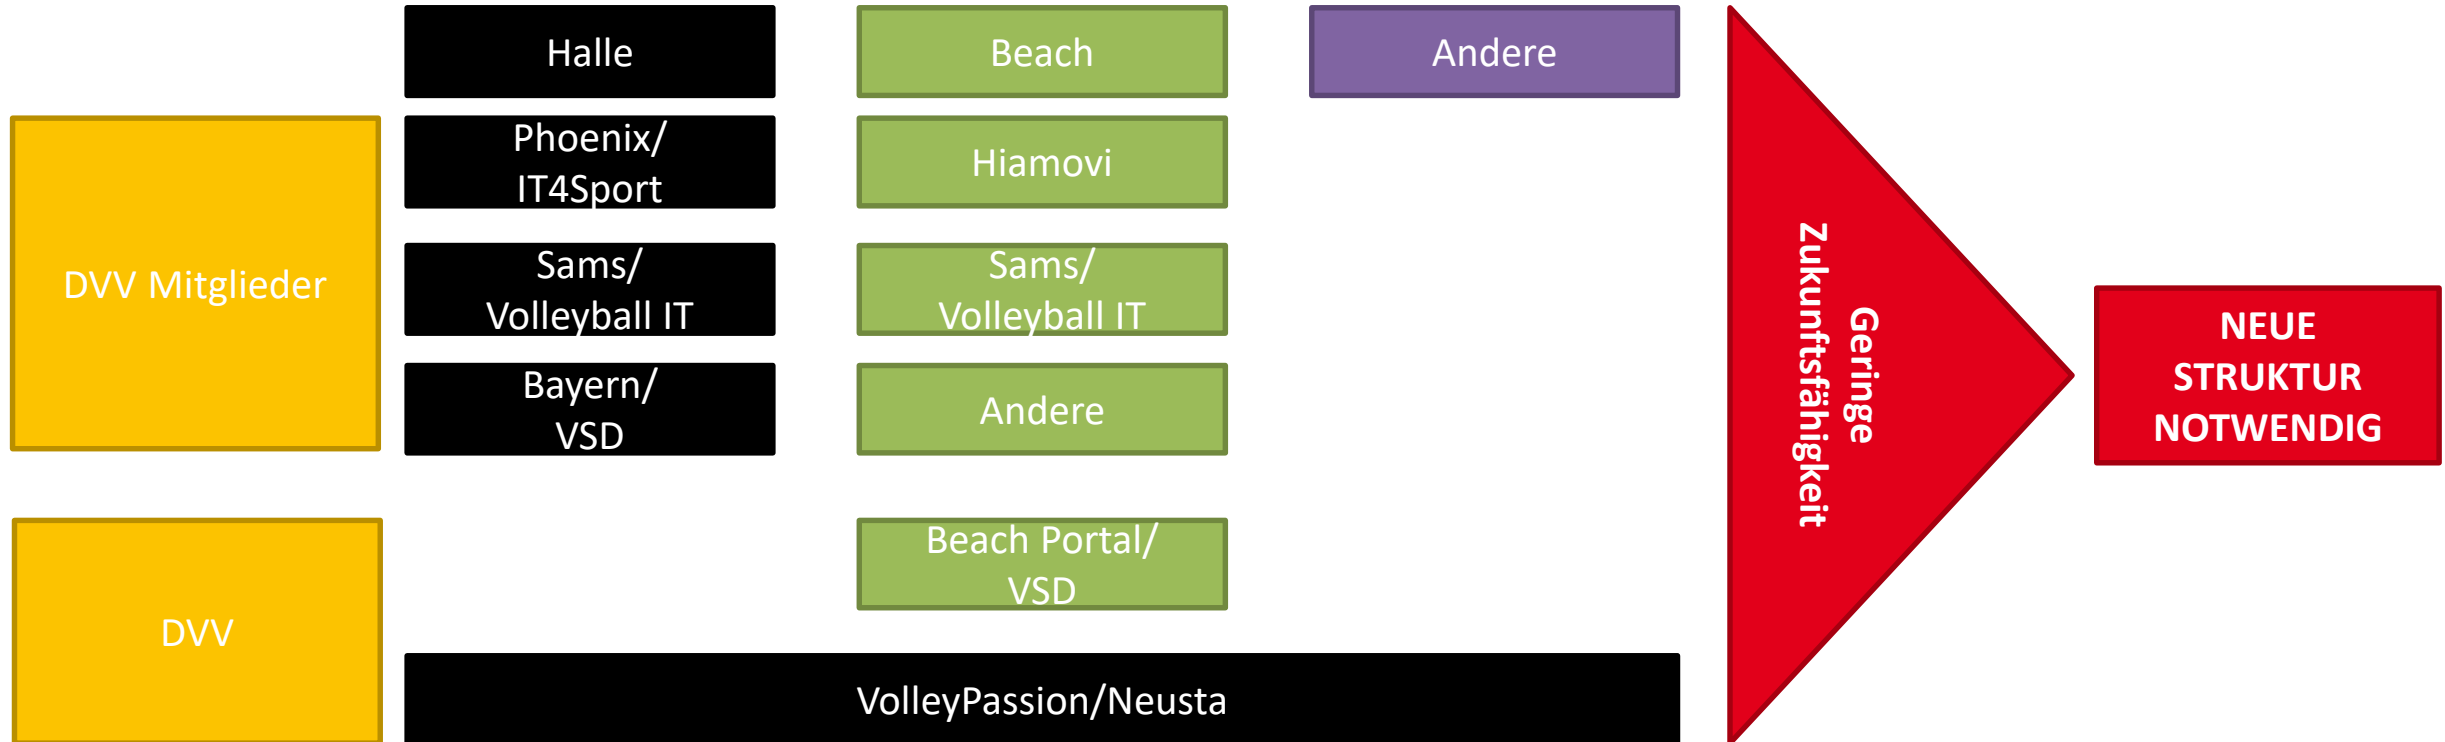 Halle
Beach
Andere
DVV Mitglieder
Phoenix/
IT4Sport
Hiamovi
Sams/
Volleyball IT
Sams/
Volleyball IT
Bayern/
VSD
Andere
DVV
Beach Portal/
VSD
VolleyPassion/Neusta
Geringe
Zukunftsfähigkeit
NEUE
STRUKTUR
NOTWENDIG